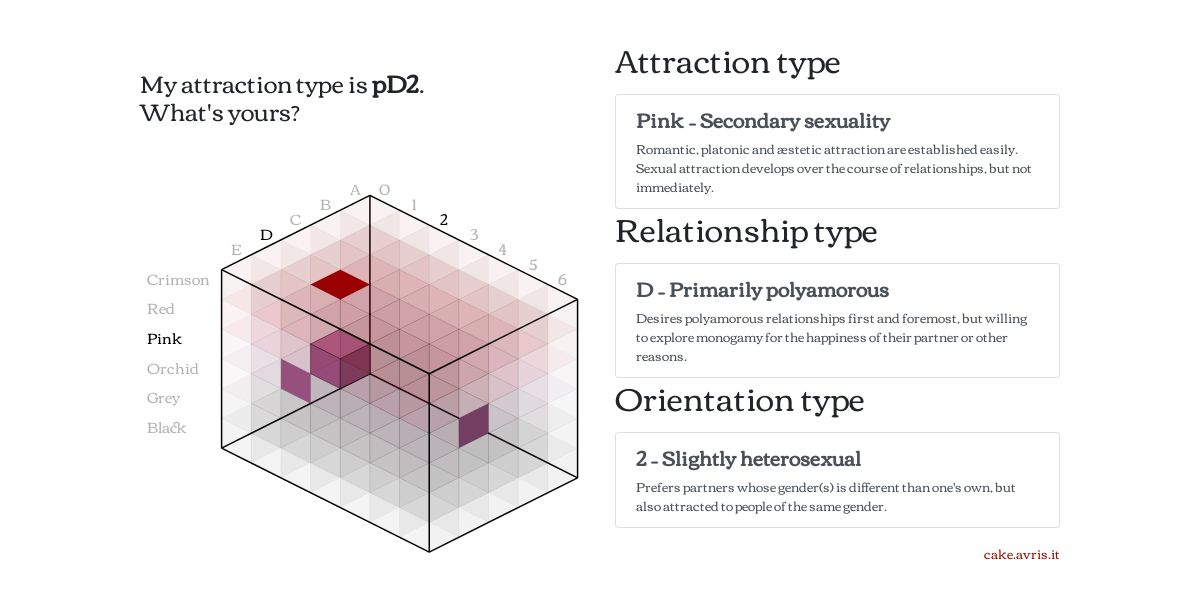 My attraction type is pD2.
What's yours?
A O
B 1
C 2
D 3
E 4
5
6
Crimson
Red
Pink
Orchid
Grey
Black
Attraction type
Pink - Secondary sexuality
Romantic, platonic and æstetic attraction are established easily.
Sexual attraction develops over the course of relationships, but not
immediately.
Relationship type
D - Primarily polyamorous
Desires polyamorous relationships first and foremost, but willing
to explore monogamy for the happiness of their partner or other
reasons.
Orientation type
2 - Slightly heterosexual
Prefers partners whose gender(s) is different than one's own, but
also attracted to people of the same gender.
cake.avris.it